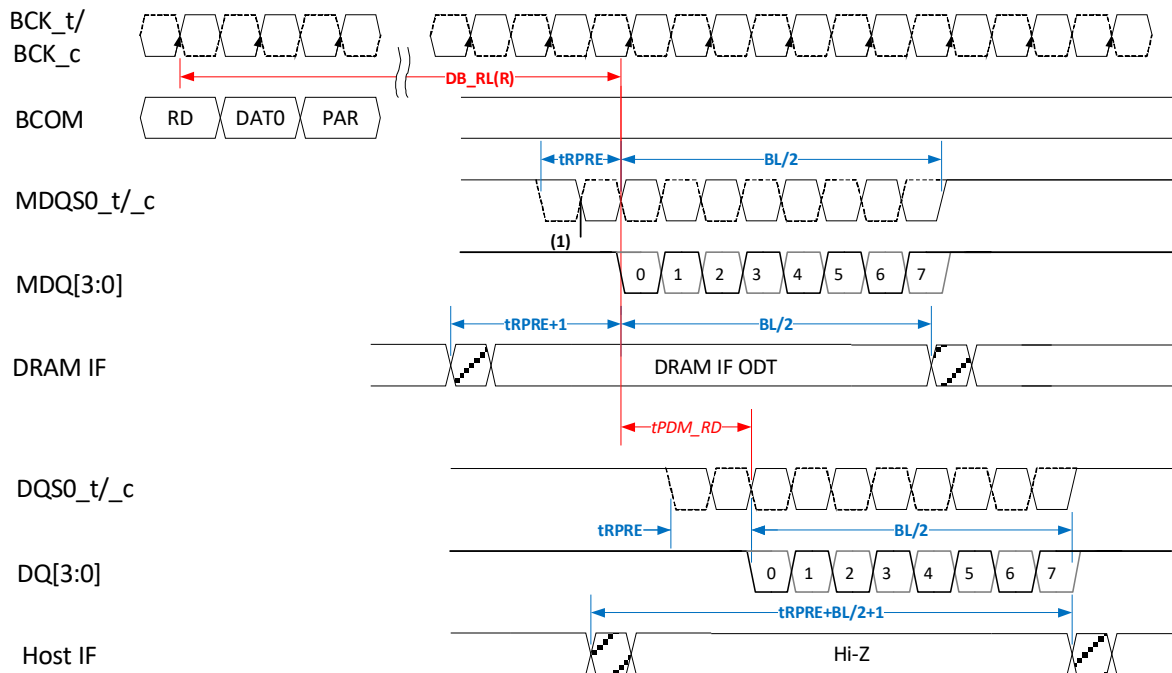 BCK_t/
BCK_c
DB_RL(R)
BCOM
RD DAT0 PAR
tRPRE BL/2
MDQS0_t/_c
(1)
MDQ[3:0]
0 1 2 3 4 5 6 7
tRPRE+1 BL/2
DRAM IF
DRAM IF ODT
tPDM_RD
DQS0_t/_c
tRPRE BL/2
DQ[3:0]
0 1 2 3 4 5 6 7
tRPRE+BL/2+1
Host IF
Hi-Z